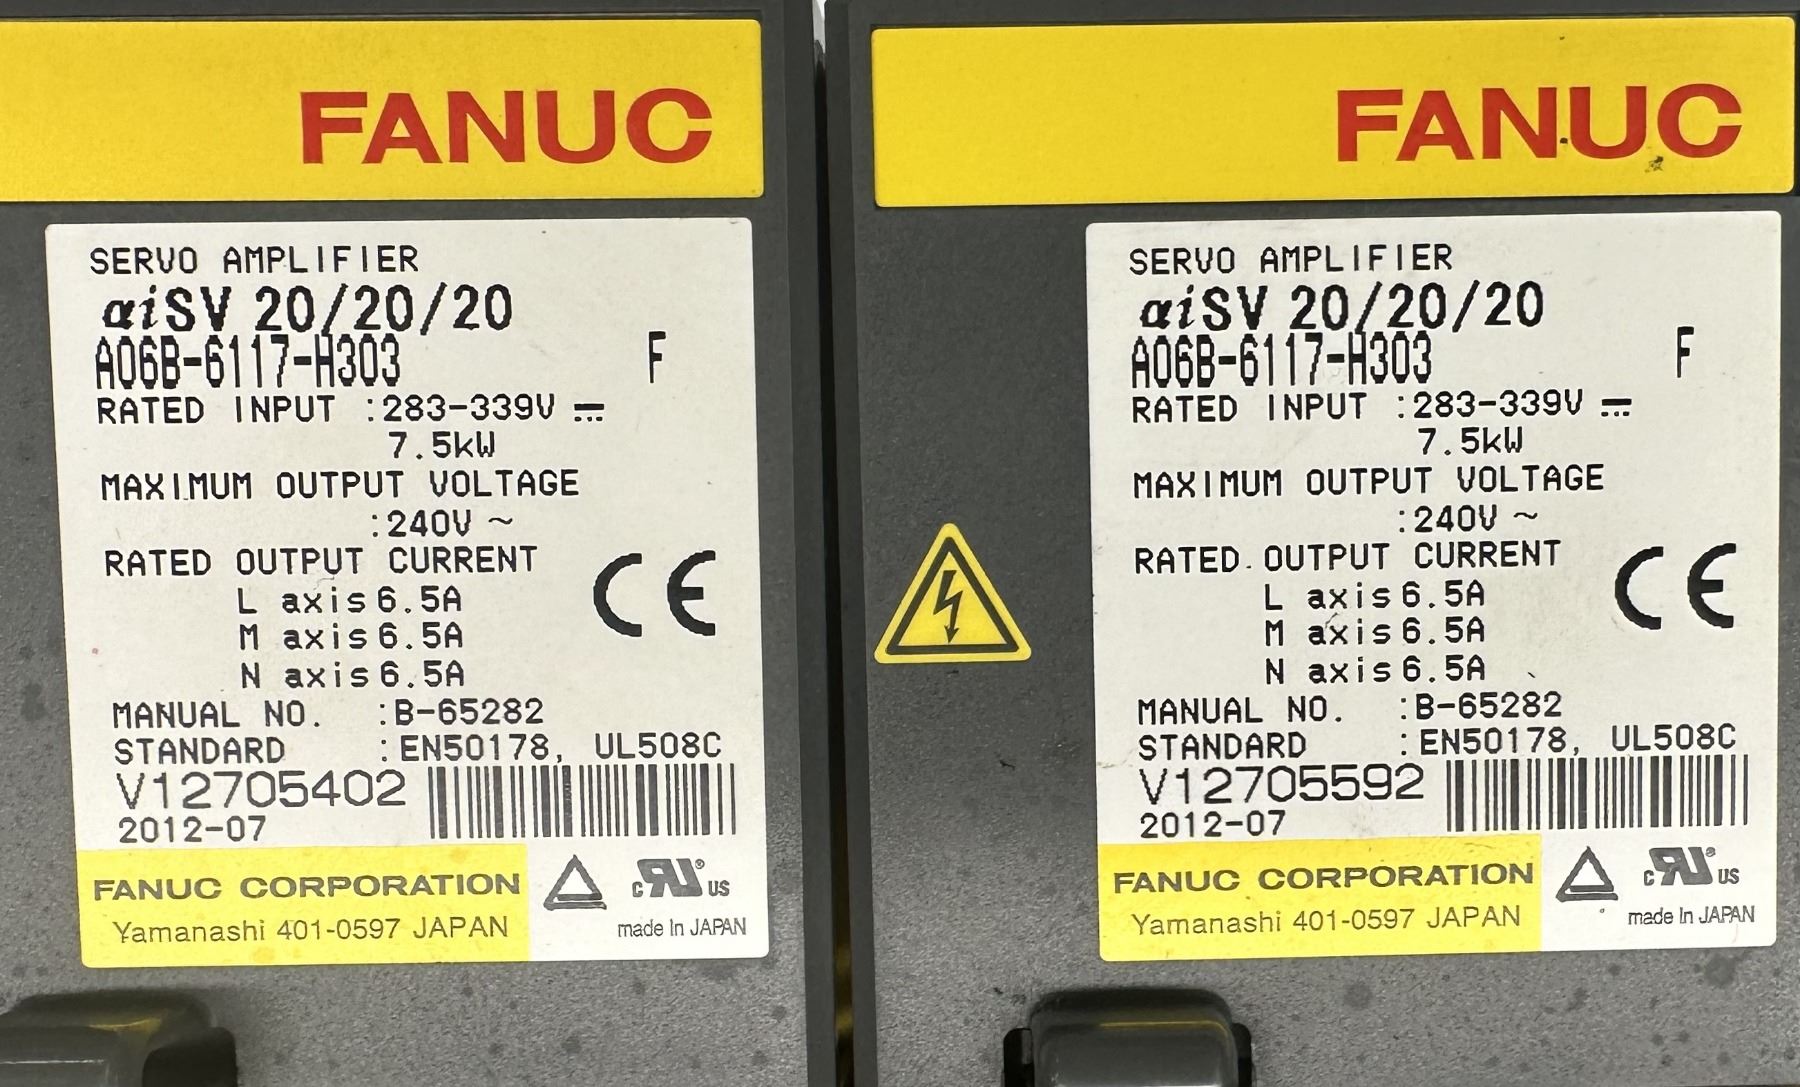 FANUC
SERVO AMPLIFIER
αiSV 20/20/20
A06B-6117-H303 F
RATED INPUT :283-339V ⎓
7.5kW
MAXIMUM OUTPUT VOLTAGE
:240V ~
RATED OUTPUT CURRENT
L axis 6.5A
M axis 6.5A
N axis 6.5A
CE
MANUAL NO. :B-65282
STANDARD :EN50178, UL508C
V12705402
2012-07
FANUC CORPORATION
Yamanashi 401-0597 JAPAN
c RU ® US
made In JAPAN
FANUC
SERVO AMPLIFIER
αiSV 20/20/20
A06B-6117-H303 F
RATED INPUT :283-339V ⎓
7.5kW
MAXIMUM OUTPUT VOLTAGE
:240V ~
RATED OUTPUT CURRENT
L axis 6.5A
M axis 6.5A
N axis 6.5A
CE
MANUAL NO. :B-65282
STANDARD :EN50178, UL508C
V12705592
2012-07
FANUC CORPORATION
Yamanashi 401-0597 JAPAN
c RU ® US
made In JAPAN